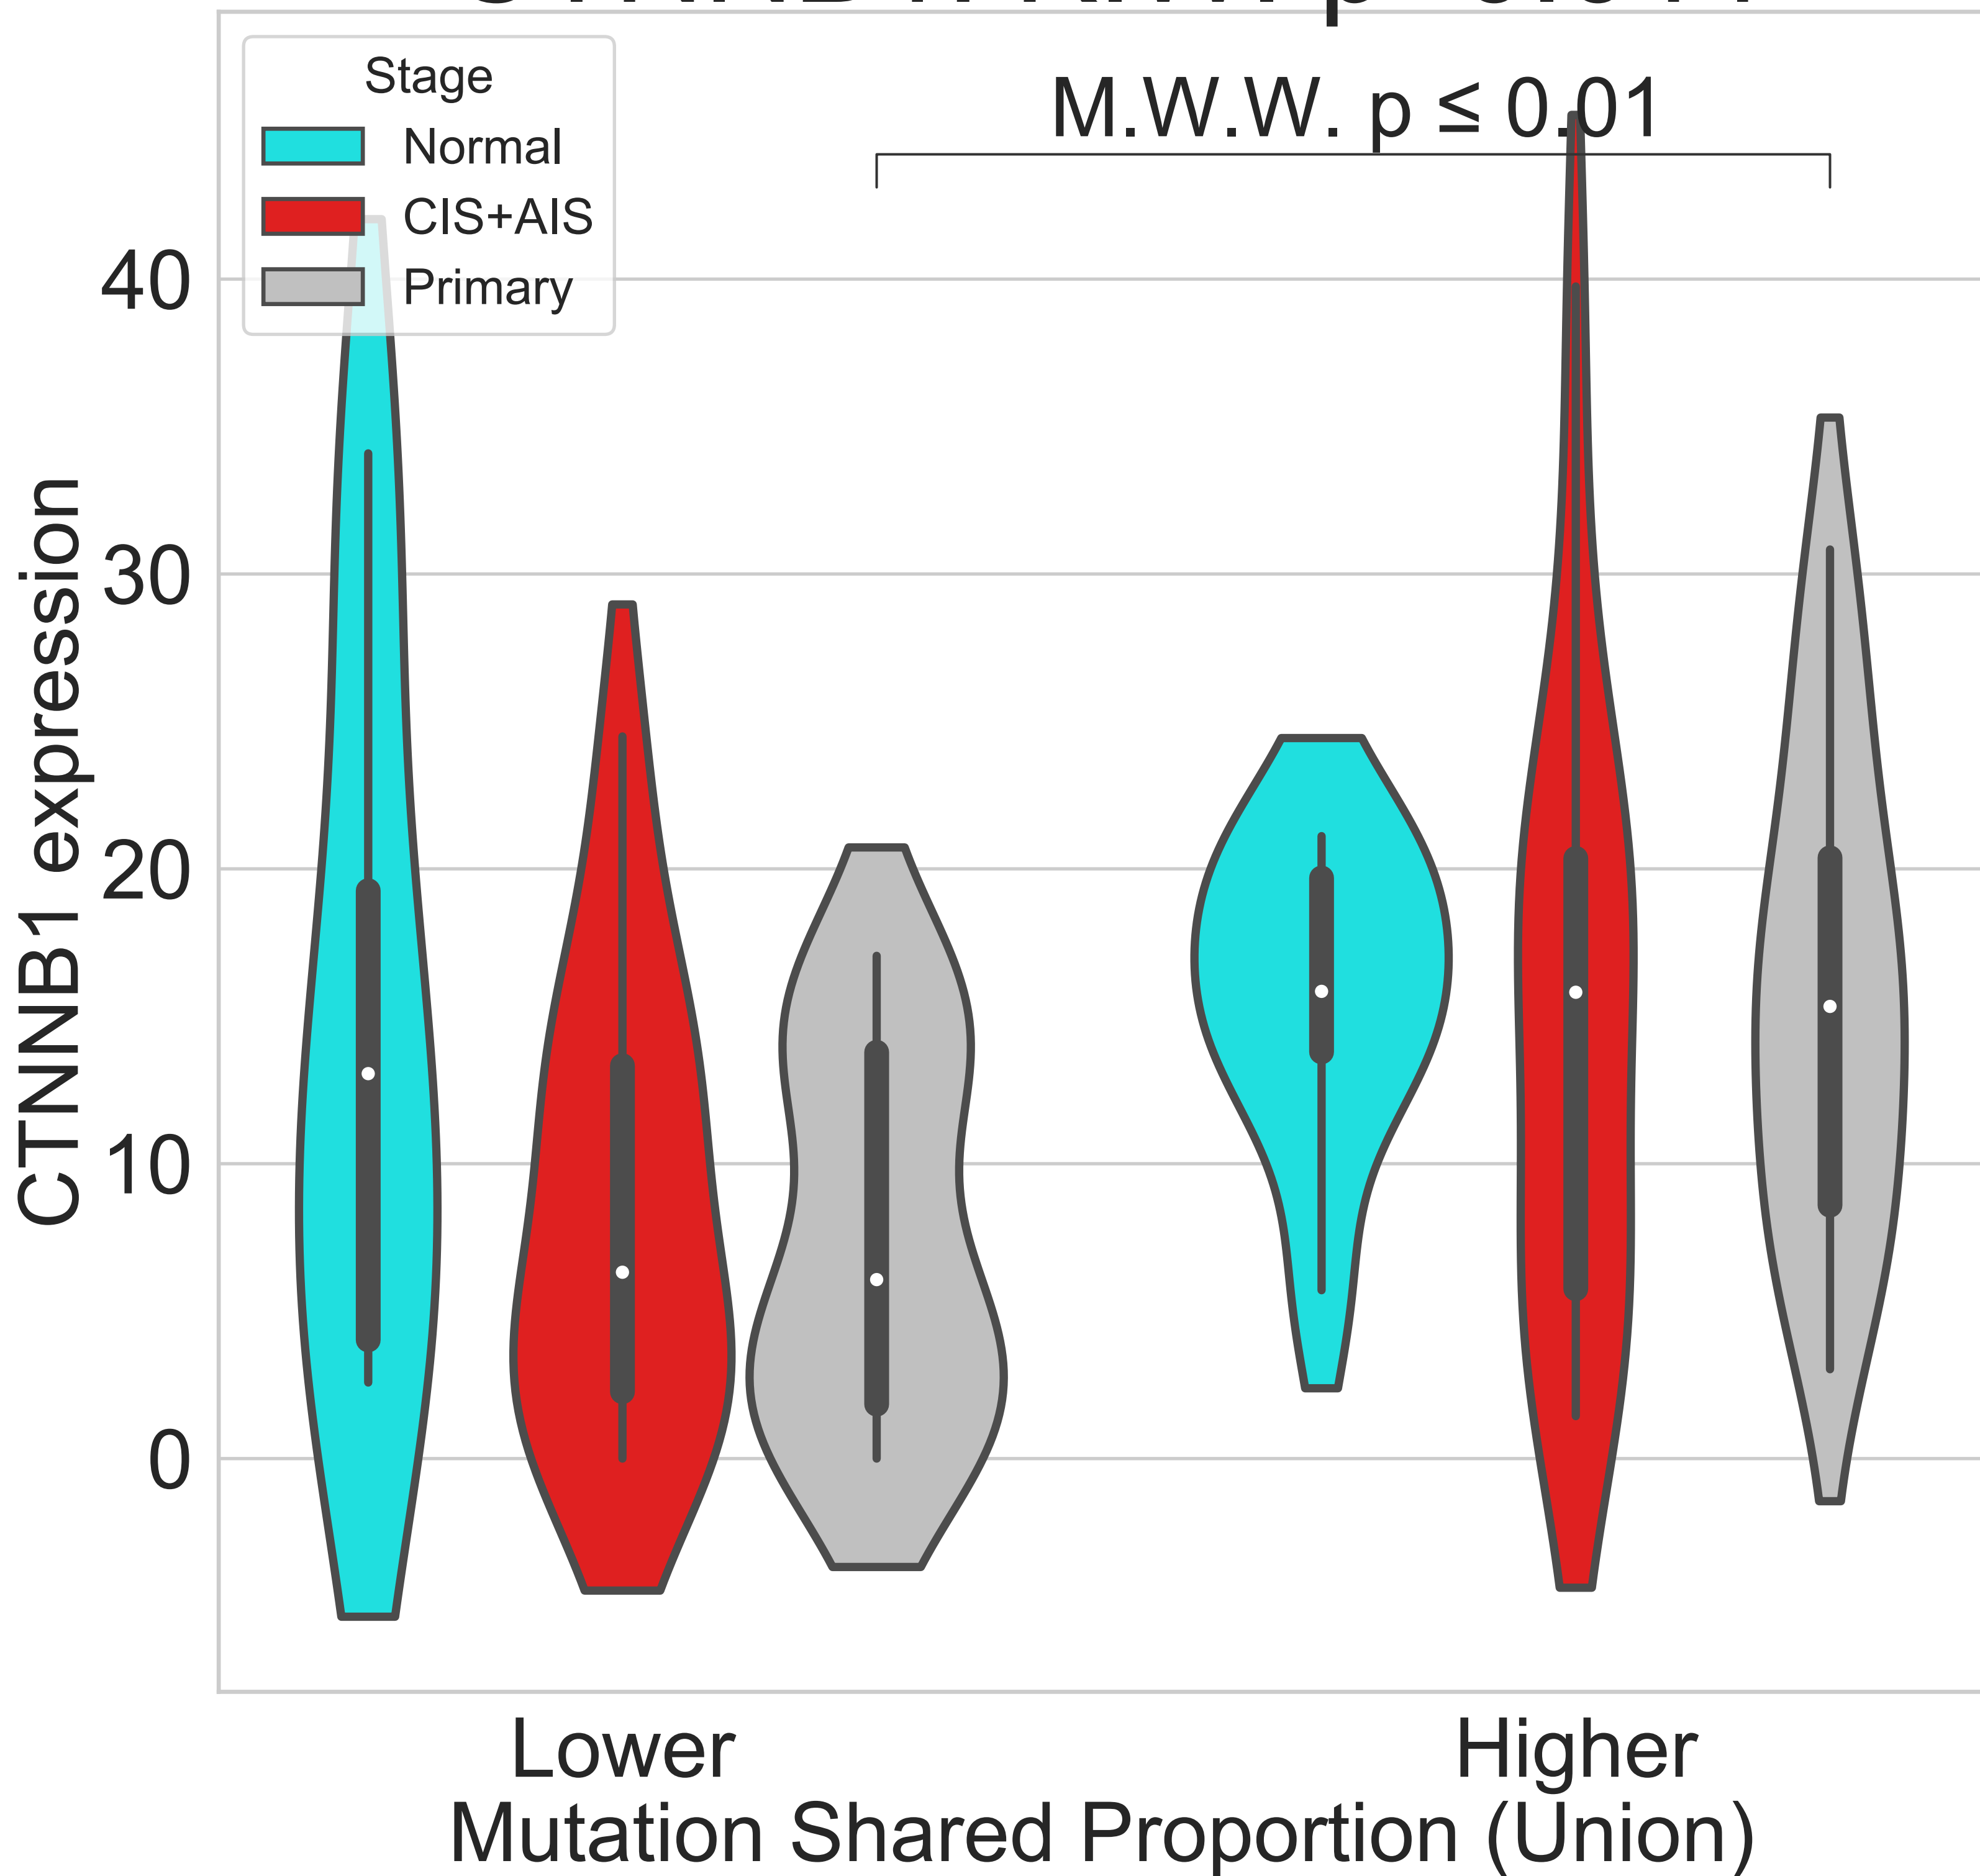 Stage
Normal
CIS+AIS
Primary
M.W.W. p ≤ 0.01
40
30
20
10
0
CTNNB1 expression
Lower
Higher
Mutation Shared Proportion (Union)